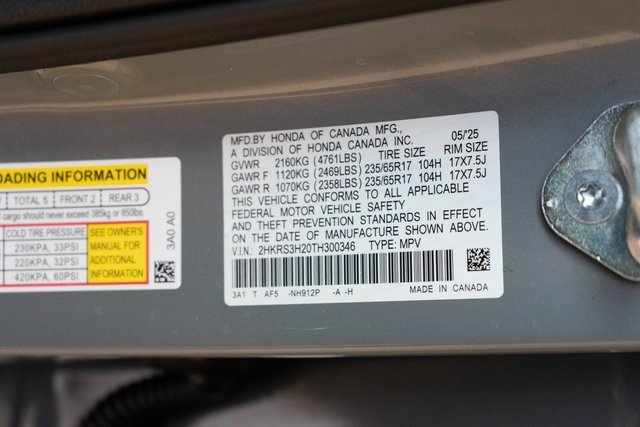 OADING INFORMATION
TOTAL 5 FRONT 2 REAR 3
cargo should never exceed 385kg or 850lbs.
COLD TIRE PRESSURE
230KPA, 33PSI
220KPA, 32PSI
420KPA, 60PSI
SEE OWNER'S
MANUAL FOR
ADDITIONAL
INFORMATION
3A0 A0
MFD.BY HONDA OF CANADA MFG., 05/'25
A DIVISION OF HONDA CANADA INC.
GVWR 2160KG (4761LBS) TIRE SIZE RIM SIZE
GAWR F 1120KG (2469LBS) 235/65R17 104H 17X7.5J
GAWR R 1070KG (2358LBS) 235/65R17 104H 17X7.5J
THIS VEHICLE CONFORMS TO ALL APPLICABLE
FEDERAL MOTOR VEHICLE SAFETY
AND THEFT PREVENTION STANDARDS IN EFFECT
ON THE DATE OF MANUFACTURE SHOWN ABOVE.
V.I.N.: 2HKRS3H20TH300346 TYPE: MPV
3A1 T AF5 -NH912P -A -H MADE IN CANADA